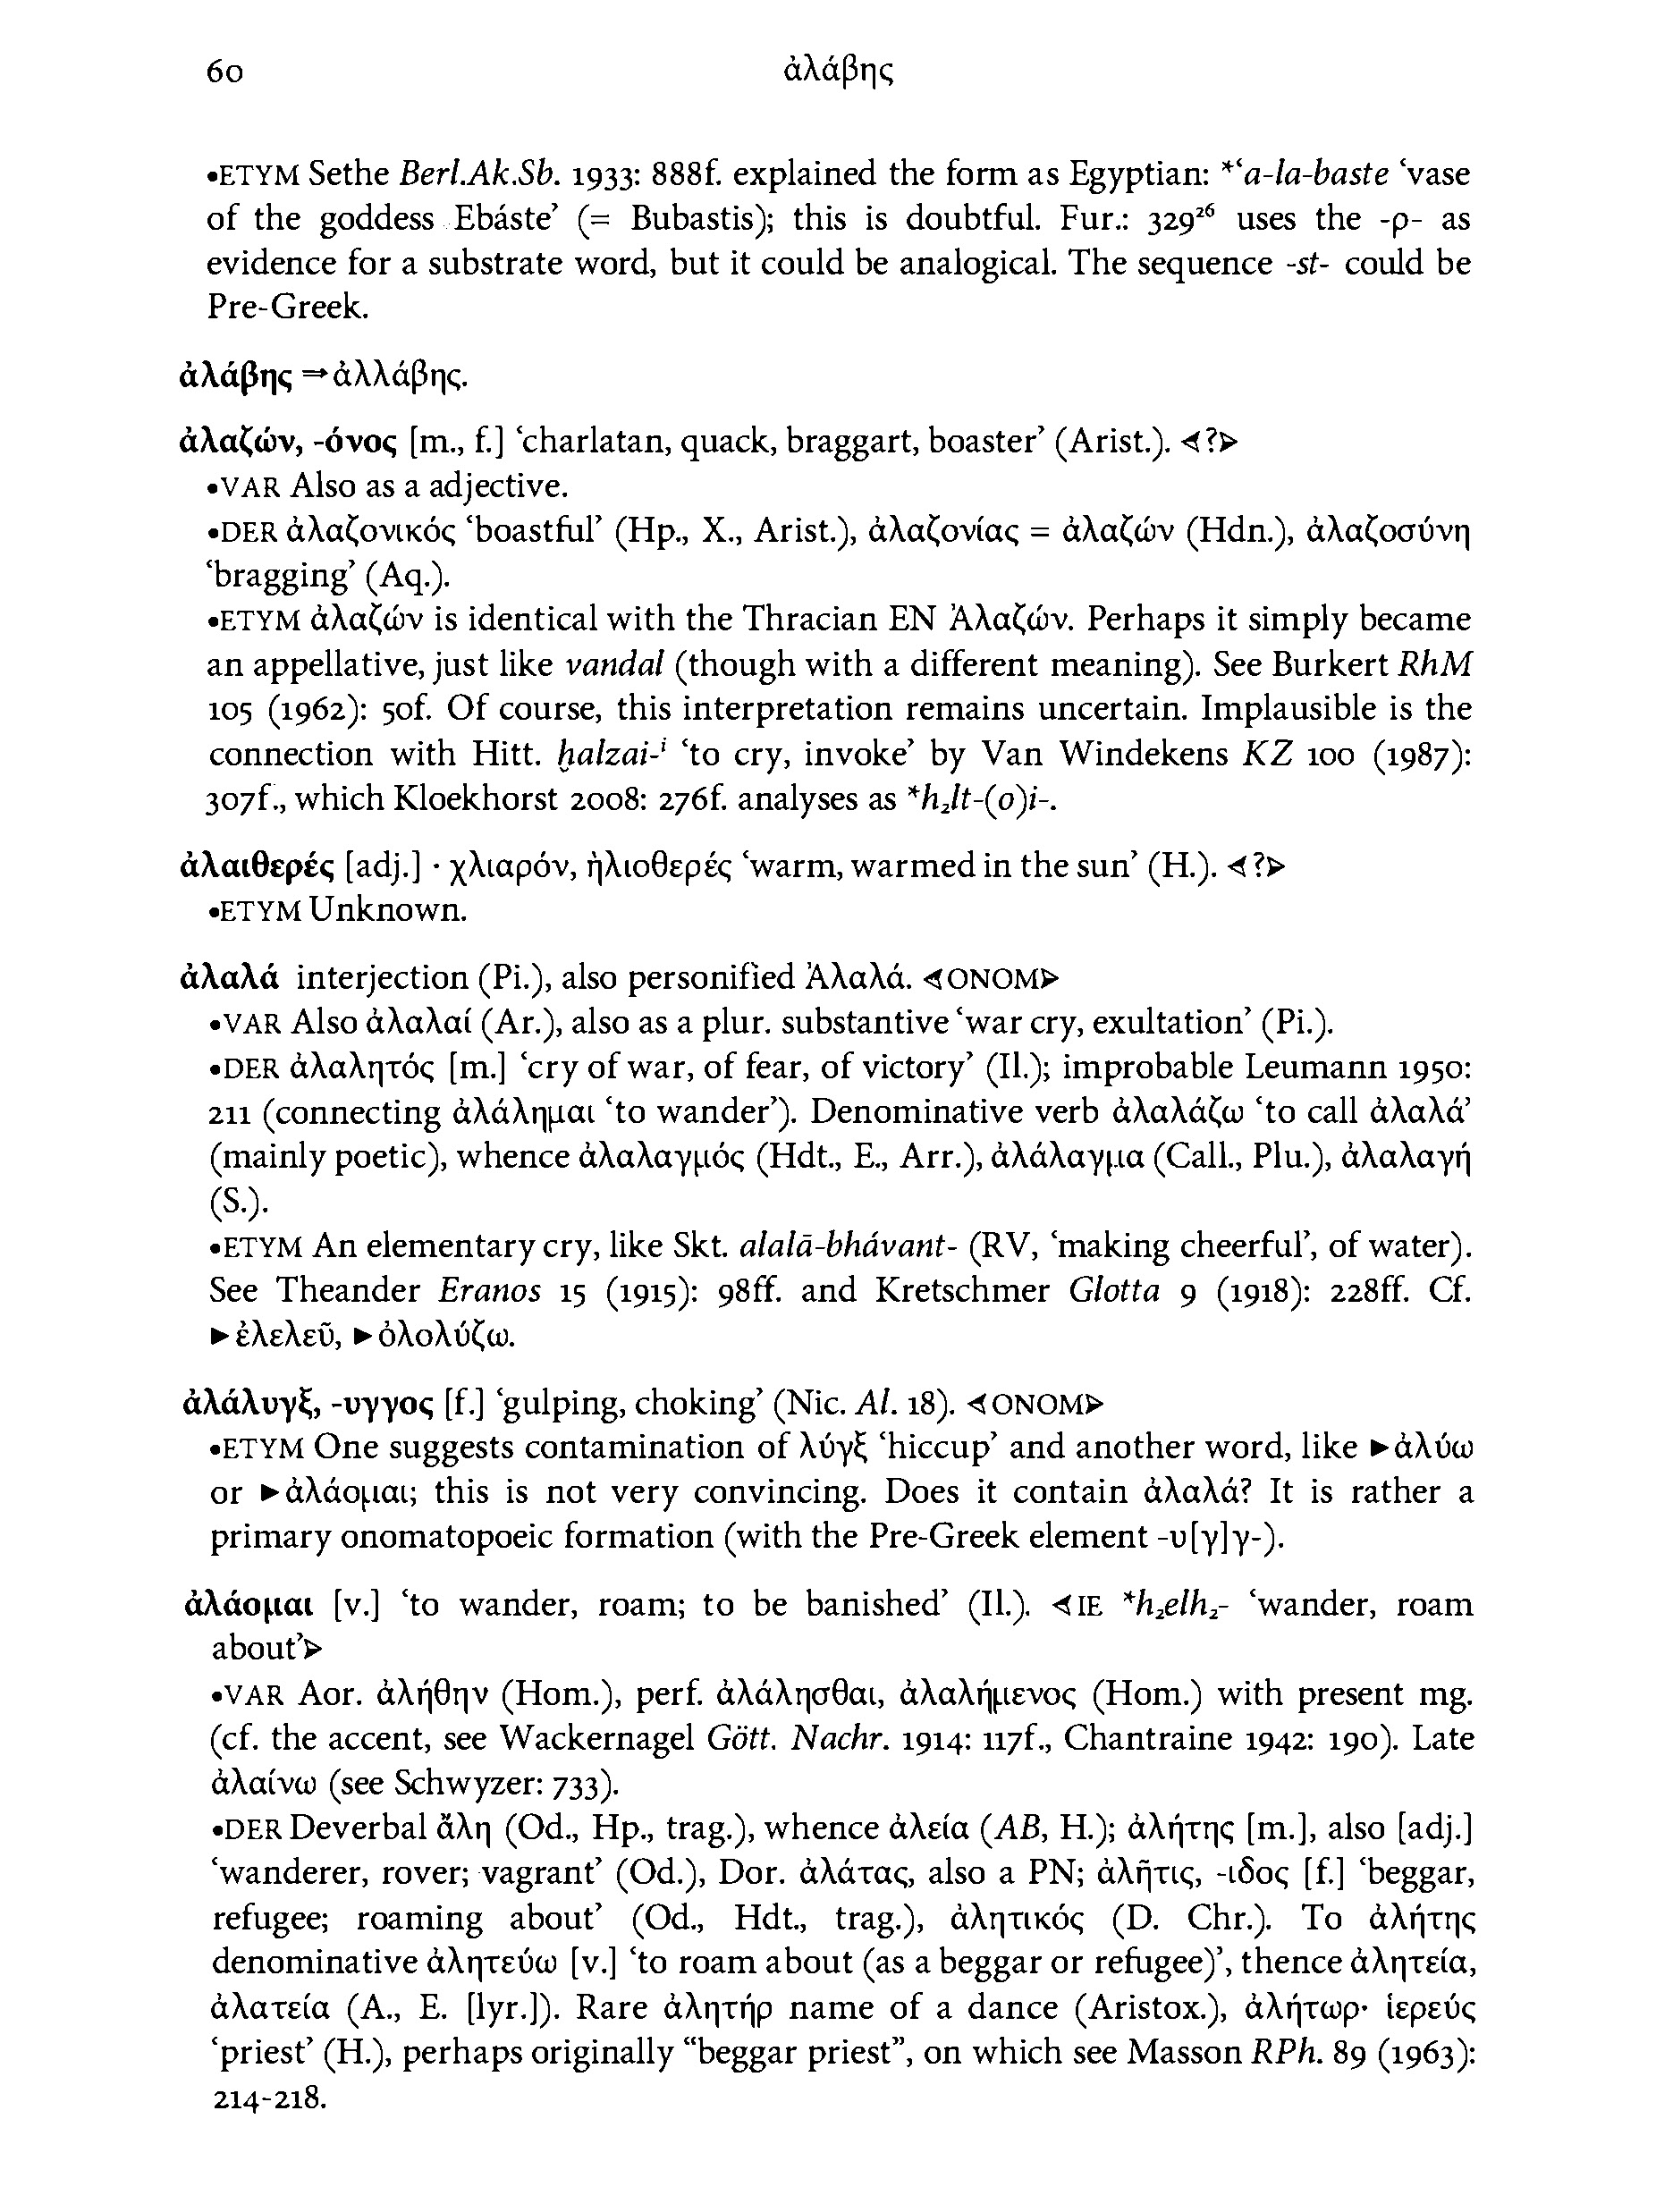 60 ἀλάβης
•ETYM Sethe Berl.Ak.Sb. 1933: 888f. explained the form as Egyptian: *‘a-la-baste ‘vase
of the goddess Ebáste’ (= Bubastis); this is doubtful. Fur.: 329²⁶ uses the -ρ- as
evidence for a substrate word, but it could be analogical. The sequence -st- could be
Pre-Greek.
ἀλάβης ⇒ ἀλλάβης.
ἀλαζών, -όνος [m., f.] ‘charlatan, quack, braggart, boaster’ (Arist.). ⋖?⋗
•VAR Also as a adjective.
•DER ἀλαζονικός ‘boastful’ (Hp., X., Arist.), ἀλαζονίας = ἀλαζών (Hdn.), ἀλαζοσύνη
‘bragging’ (Aq.).
•ETYM ἀλαζών is identical with the Thracian EN Ἀλαζών. Perhaps it simply became
an appellative, just like vandal (though with a different meaning). See Burkert RhM
105 (1962): 50f. Of course, this interpretation remains uncertain. Implausible is the
connection with Hitt. ḫalzai-ⁱ ‘to cry, invoke’ by Van Windekens KZ 100 (1987):
307f., which Kloekhorst 2008: 276f. analyses as *h₂lt-(o)i-.
ἀλαιθερές [adj.] · χλιαρόν, ἡλιοθερές ‘warm, warmed in the sun’ (H.). ⋖?⋗
•ETYM Unknown.
ἀλαλά interjection (Pi.), also personified Ἀλαλά. ⋖ONOM⋗
•VAR Also ἀλαλαί (Ar.), also as a plur. substantive ‘war cry, exultation’ (Pi.).
•DER ἀλαλητός [m.] ‘cry of war, of fear, of victory’ (Il.); improbable Leumann 1950:
211 (connecting ἀλάλημαι ‘to wander’). Denominative verb ἀλαλάζω ‘to call ἀλαλά’
(mainly poetic), whence ἀλαλαγμός (Hdt., E., Arr.), ἀλάλαγμα (Call., Plu.), ἀλαλαγή
(S.).
•ETYM An elementary cry, like Skt. alalā-bhávant- (RV, ‘making cheerful’, of water).
See Theander Eranos 15 (1915): 98ff. and Kretschmer Glotta 9 (1918): 228ff. Cf.
►ἐλελεῦ, ►ὀλολύζω.
ἀλάλυγξ, -υγγος [f.] ‘gulping, choking’ (Nic. Al. 18). ⋖ONOM⋗
•ETYM One suggests contamination of λύγξ ‘hiccup’ and another word, like ►ἀλύω
or ►ἀλάομαι; this is not very convincing. Does it contain ἀλαλά? It is rather a
primary onomatopoeic formation (with the Pre-Greek element -υ[γ]γ-).
ἀλάομαι [v.] ‘to wander, roam; to be banished’ (Il.). ⋖IE *h₂elh₂- ‘wander, roam
about’⋗
•VAR Aor. ἀλήθην (Hom.), perf. ἀλάλησθαι, ἀλαλήμενος (Hom.) with present mg.
(cf. the accent, see Wackernagel Gött. Nachr. 1914: 117f., Chantraine 1942: 190). Late
ἀλαίνω (see Schwyzer: 733).
•DER Deverbal ἄλη (Od., Hp., trag.), whence ἀλεία (AB, H.); ἀλήτης [m.], also [adj.]
‘wanderer, rover; vagrant’ (Od.), Dor. ἀλάτας, also a PN; ἀλῆτις, -ιδος [f.] ‘beggar,
refugee; roaming about’ (Od., Hdt., trag.), ἀλητικός (D. Chr.). To ἀλήτης
denominative ἀλητεύω [v.] ‘to roam about (as a beggar or refugee)’, thence ἀλητεία,
ἀλατεία (A., E. [lyr.]). Rare ἀλητήρ name of a dance (Aristox.), ἀλήτωρ· ἱερεύς
‘priest’ (H.), perhaps originally “beggar priest”, on which see Masson RPh. 89 (1963):
214-218.